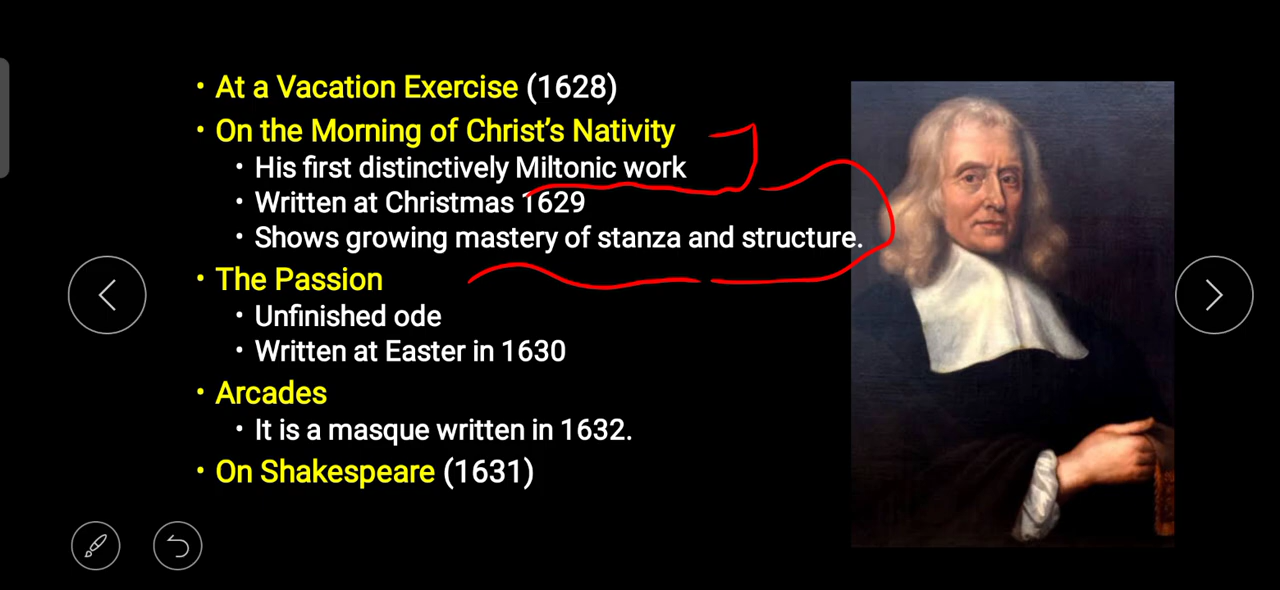 • At a Vacation Exercise (1628)
• On the Morning of Christ’s Nativity
• His first distinctively Miltonic work
• Written at Christmas 1629
• Shows growing mastery of stanza and structure.
• The Passion
• Unfinished ode
• Written at Easter in 1630
• Arcades
• It is a masque written in 1632.
• On Shakespeare (1631)